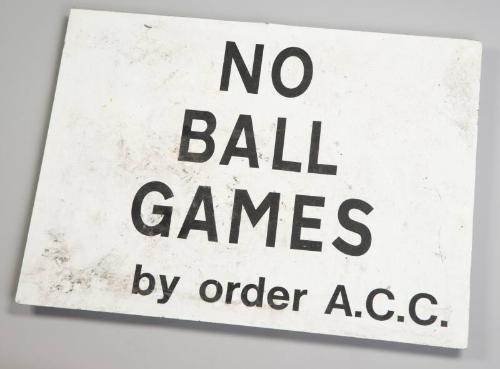 NO
BALL
GAMES
by order A.C.C.